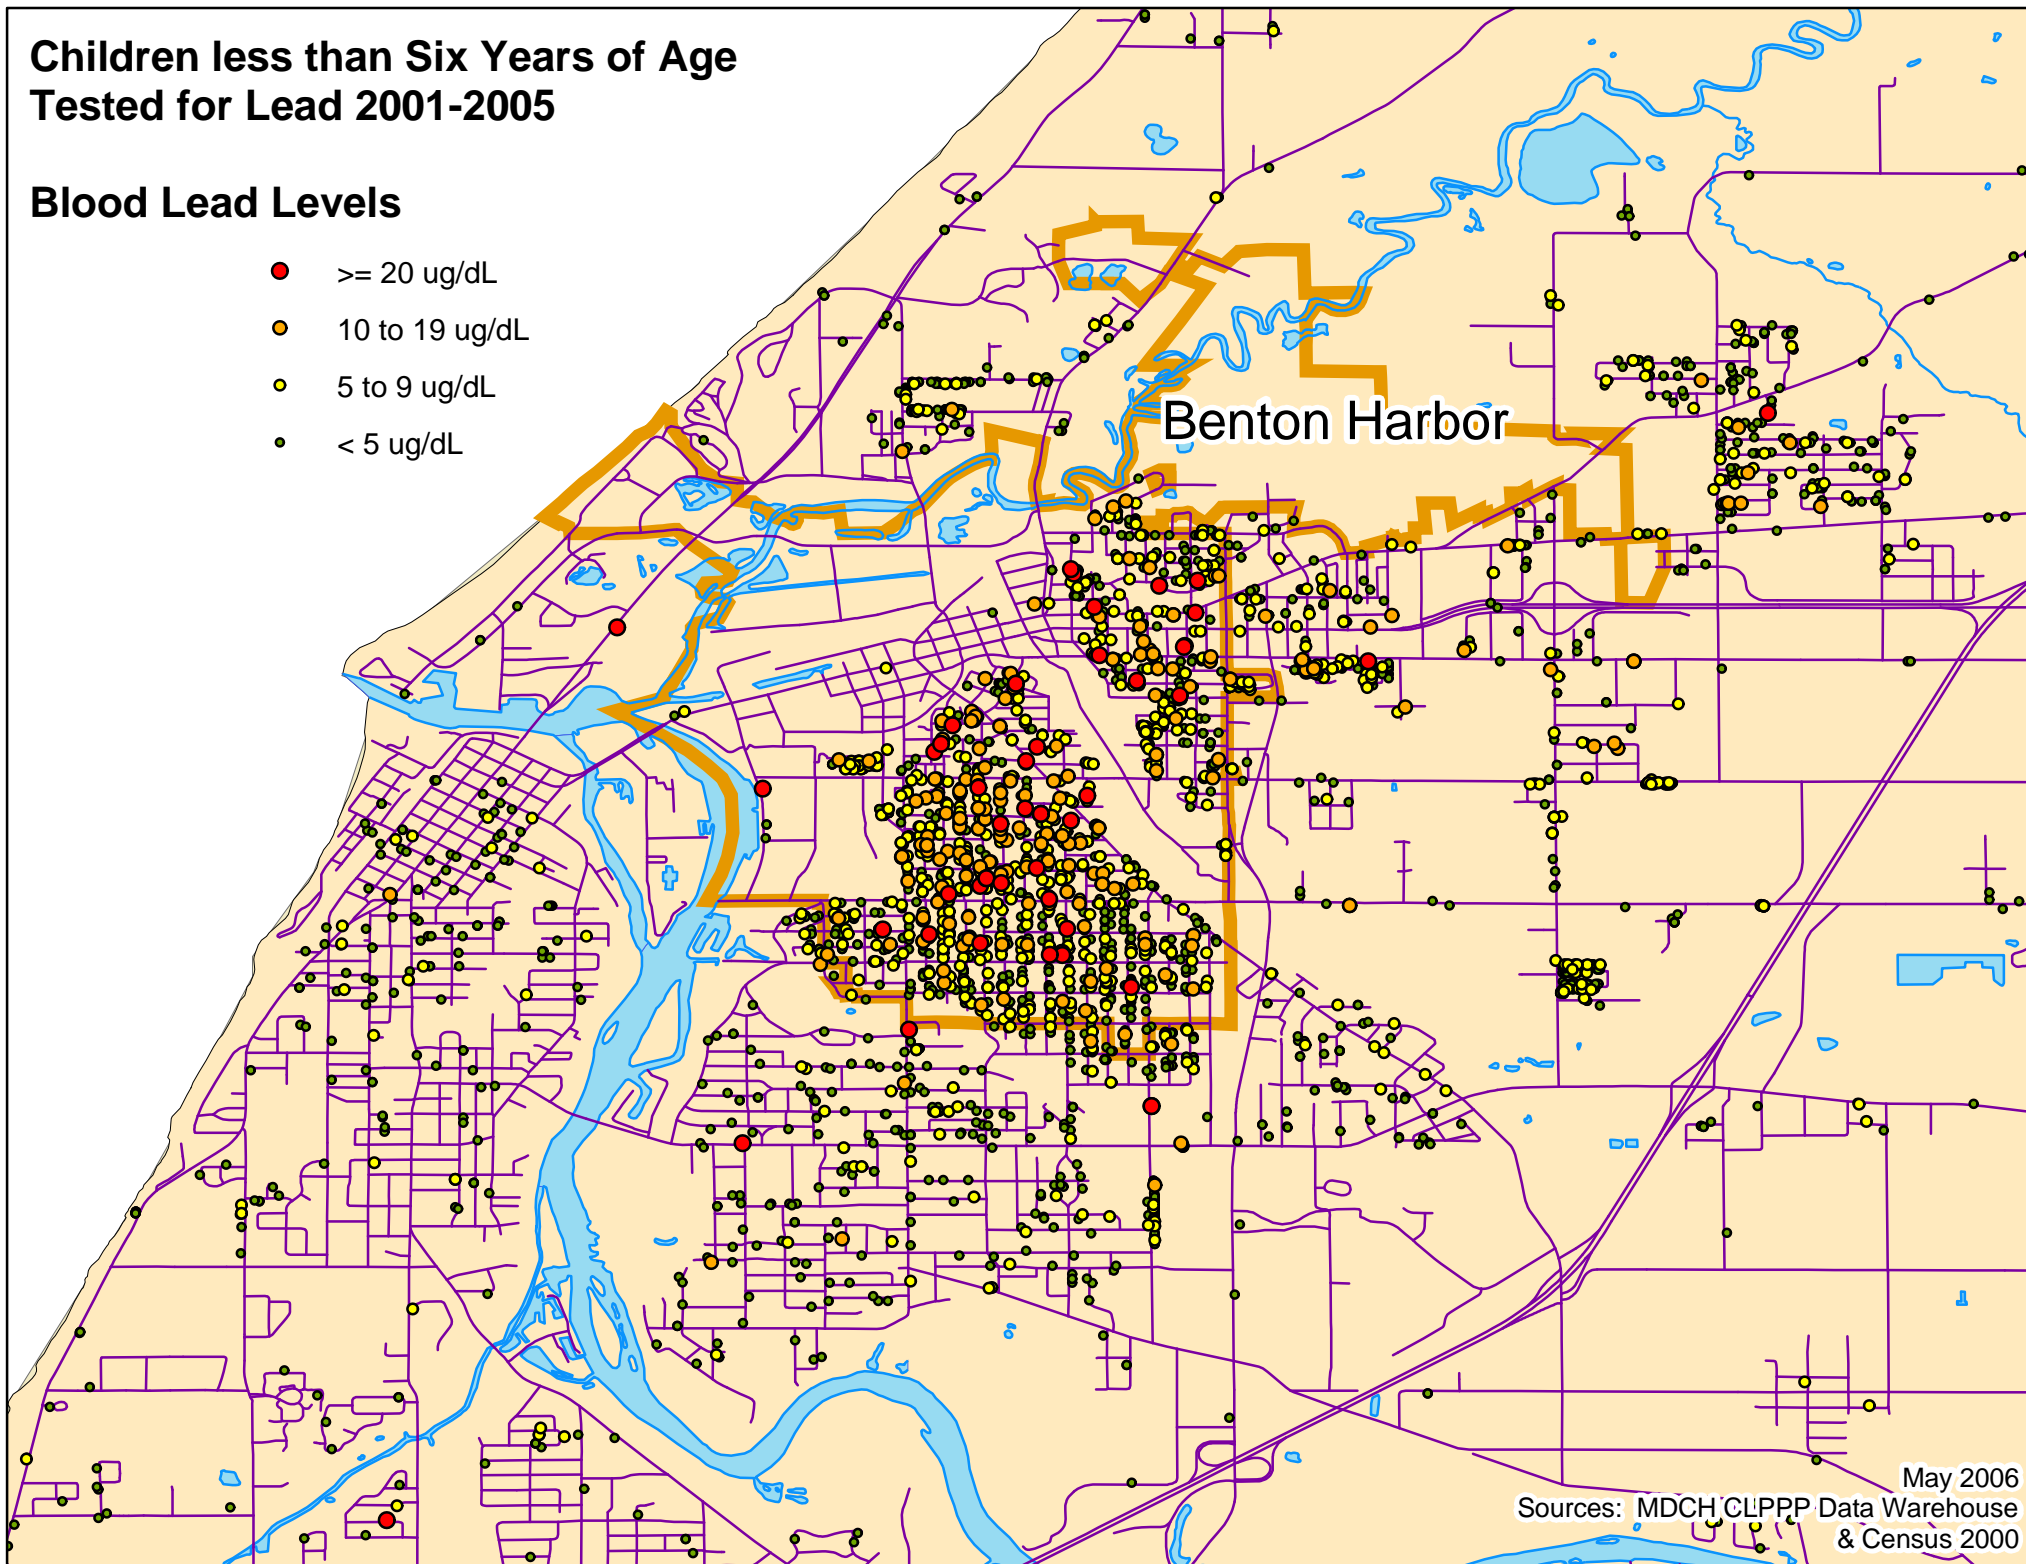 Children less than Six Years of Age
Tested for Lead 2001-2005
Blood Lead Levels
>= 20 ug/dL
10 to 19 ug/dL
5 to 9 ug/dL
< 5 ug/dL
Benton Harbor
May 2006
Sources: MDCH CLPPP Data Warehouse
& Census 2000